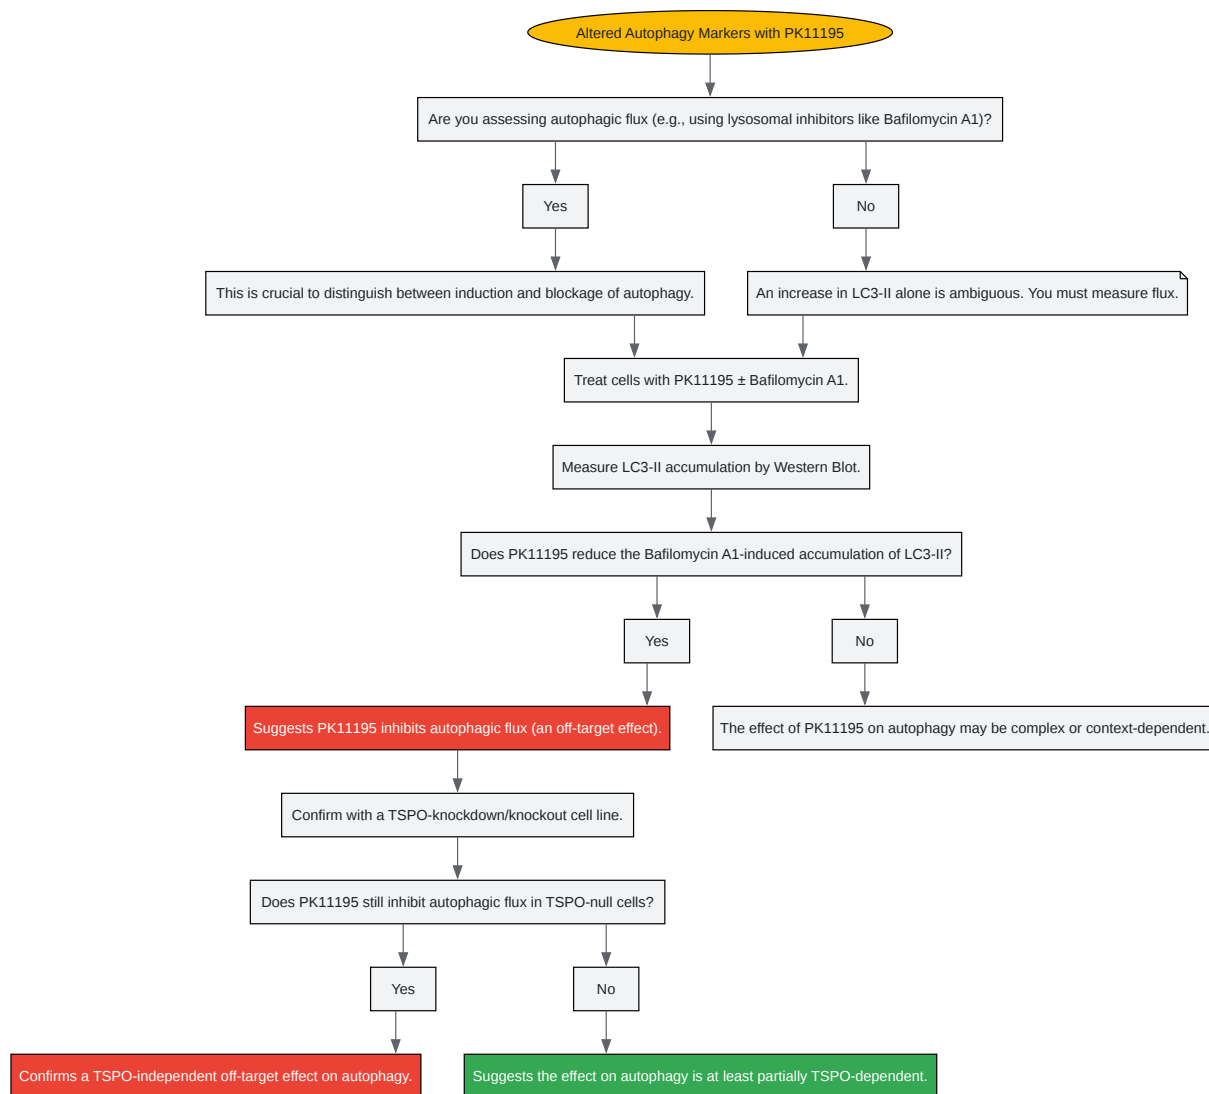 Altered Autophagy Markers with PK11195
Are you assessing autophagic flux (e.g., using lysosomal inhibitors like Bafilomycin A1)?
Yes
No
This is crucial to distinguish between induction and blockage of autophagy.
An increase in LC3-II alone is ambiguous. You must measure flux.
Treat cells with PK11195 ± Bafilomycin A1.
Measure LC3-II accumulation by Western Blot.
Does PK11195 reduce the Bafilomycin A1-induced accumulation of LC3-II?
Yes
No
Suggests PK11195 inhibits autophagic flux (an off-target effect).
The effect of PK11195 on autophagy may be complex or context-dependent.
Confirm with a TSPO-knockdown/knockout cell line.
Does PK11195 still inhibit autophagic flux in TSPO-null cells?
Yes
No
Confirms a TSPO-independent off-target effect on autophagy.
Suggests the effect on autophagy is at least partially TSPO-dependent.